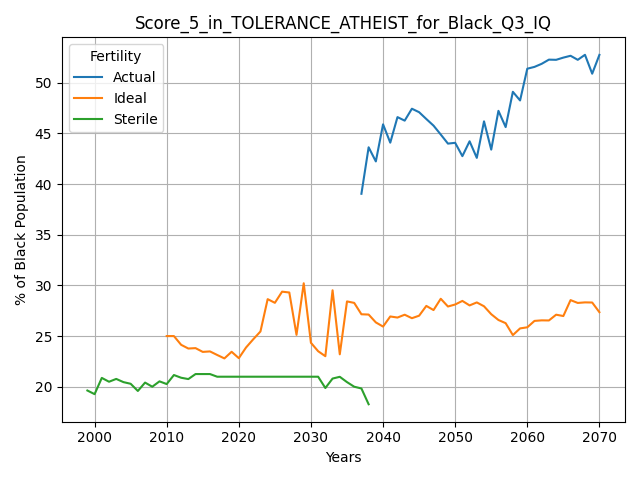 Score_5_in_TOLERANCE_ATHEIST_for_Black_Q3_IQ
Fertility
Actual
Ideal
Sterile
% of Black Population
50
45
40
35
30
25
20
2000
2010
2020
2030
2040
2050
2060
2070
Years